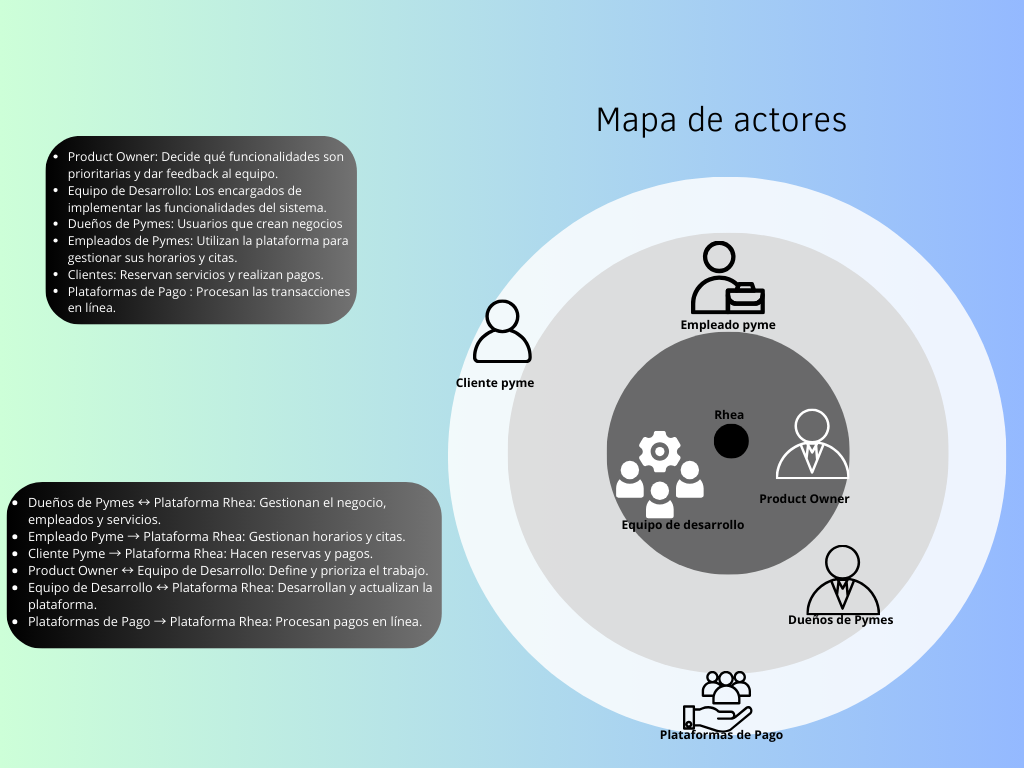 Mapa de actores
• Product Owner: Decide qué funcionalidades son
prioritarias y dar feedback al equipo.
• Equipo de Desarrollo: Los encargados de
implementar las funcionalidades del sistema.
• Dueños de Pymes: Usuarios que crean negocios
• Empleados de Pymes: Utilizan la plataforma para
gestionar sus horarios y citas.
• Clientes: Reservan servicios y realizan pagos.
• Plataformas de Pago : Procesan las transacciones
en línea.
Empleado pyme
Cliente pyme
Rhea
Product Owner
Equipo de desarrollo
Dueños de Pymes
Plataformas de Pago
• Dueños de Pymes ↔ Plataforma Rhea: Gestionan el negocio,
empleados y servicios.
• Empleado Pyme → Plataforma Rhea: Gestionan horarios y citas.
• Cliente Pyme → Plataforma Rhea: Hacen reservas y pagos.
• Product Owner ↔ Equipo de Desarrollo: Define y prioriza el trabajo.
• Equipo de Desarrollo ↔ Plataforma Rhea: Desarrollan y actualizan la
plataforma.
• Plataformas de Pago → Plataforma Rhea: Procesan pagos en línea.